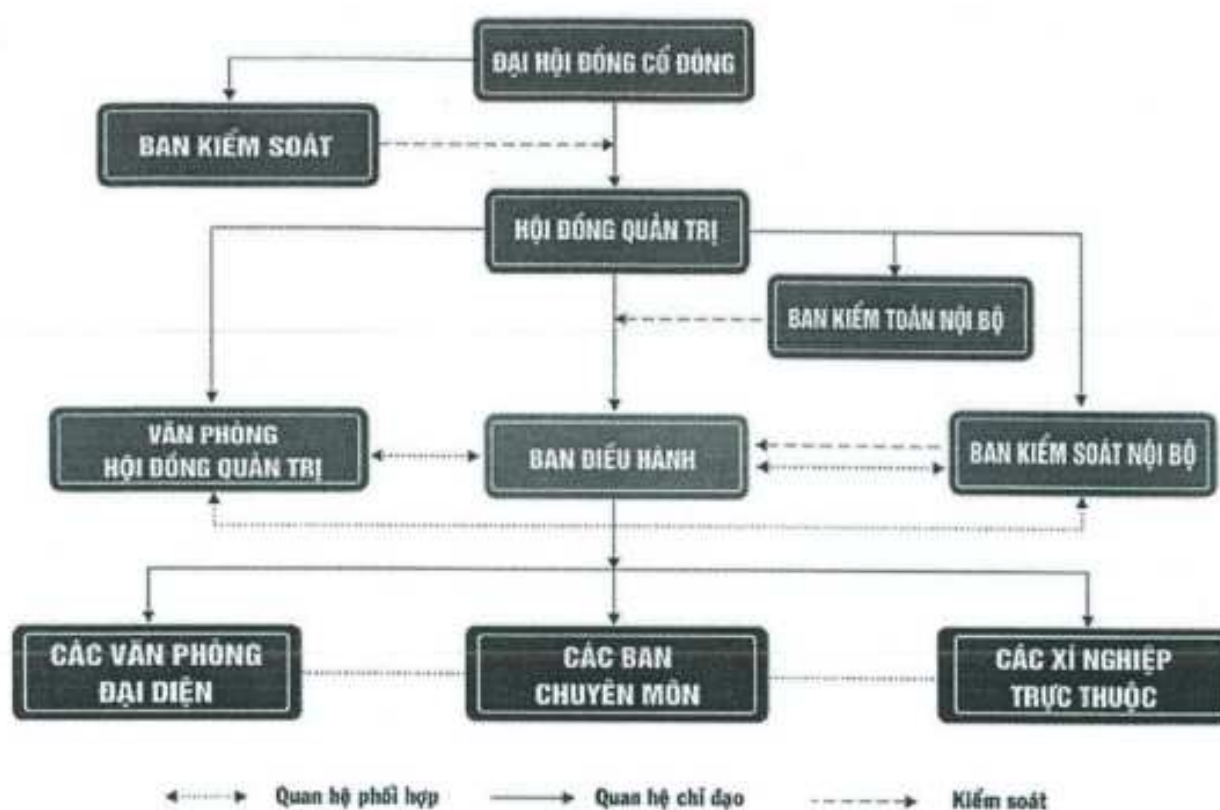 ĐẠI HỘI ĐỒNG CỔ ĐÔNG
BAN KIỂM SOÁT
HỘI ĐỒNG QUẢN TRỊ
BAN KIỂM TOÁN NỘI BỘ
VĂN PHÒNG
HỘI ĐỒNG QUẢN TRỊ
BAN ĐIỀU HÀNH
BAN KIỂM SOÁT NỘI BỘ
CÁC VĂN PHÒNG
ĐẠI DIỆN
CÁC BAN
CHUYÊN MÔN
CÁC XÍ NGHIỆP
TRỰC THUỘC
Quan hệ phối hợp
Quan hệ chỉ đạo
Kiểm soát